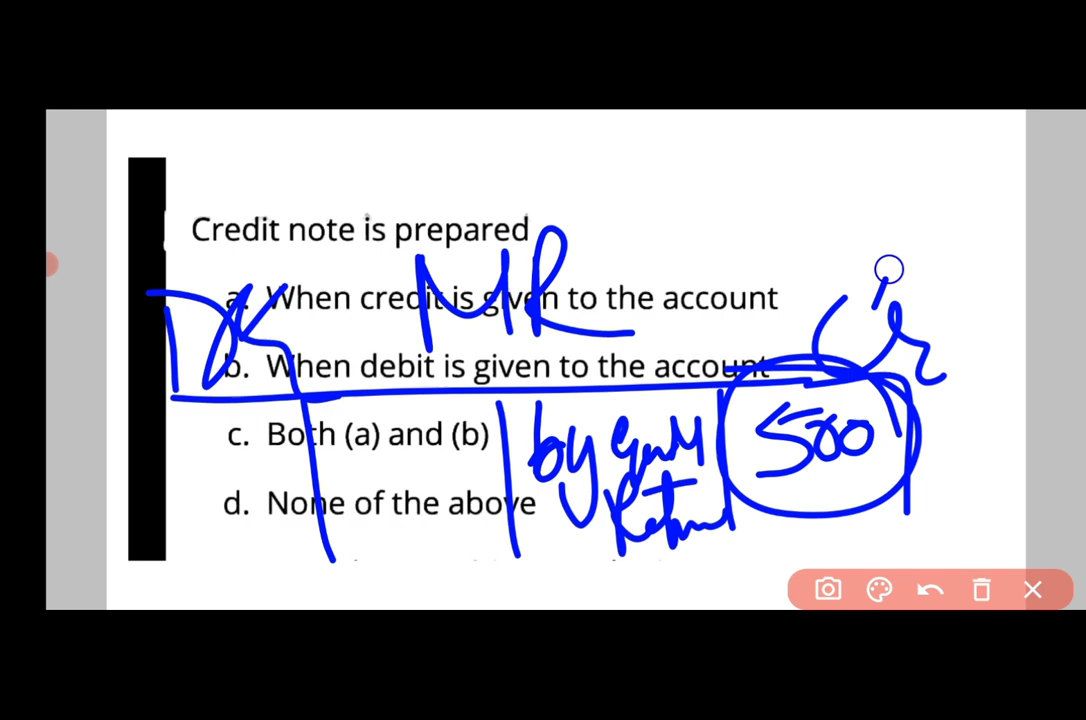 Credit note is prepared
a. When credit is given to the account
b. When debit is given to the account
c. Both (a) and (b)
d. None of the above
Dr
MR
Cr
by
500